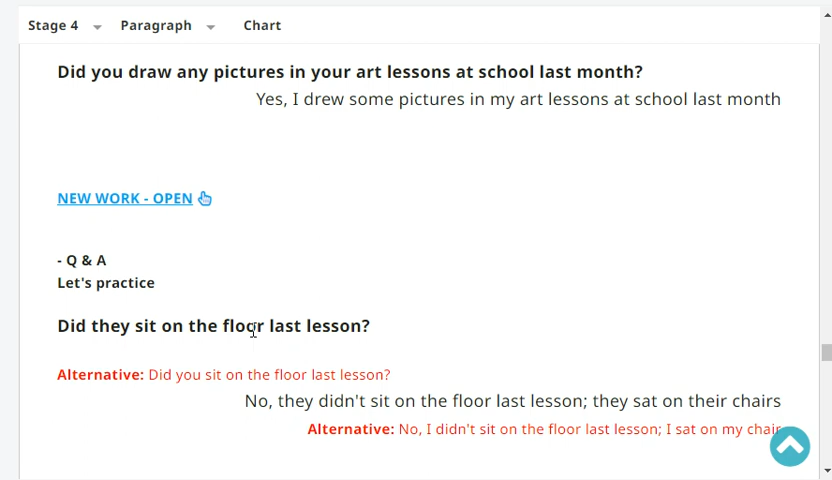 Stage 4 Paragraph Chart
Did you draw any pictures in your art lessons at school last month?
Yes, I drew some pictures in my art lessons at school last month
NEW WORK - OPEN
- Q & A
Let's practice
Did they sit on the floor last lesson?
Alternative: Did you sit on the floor last lesson?
No, they didn't sit on the floor last lesson; they sat on their chairs
Alternative: No, I didn't sit on the floor last lesson; I sat on my chair